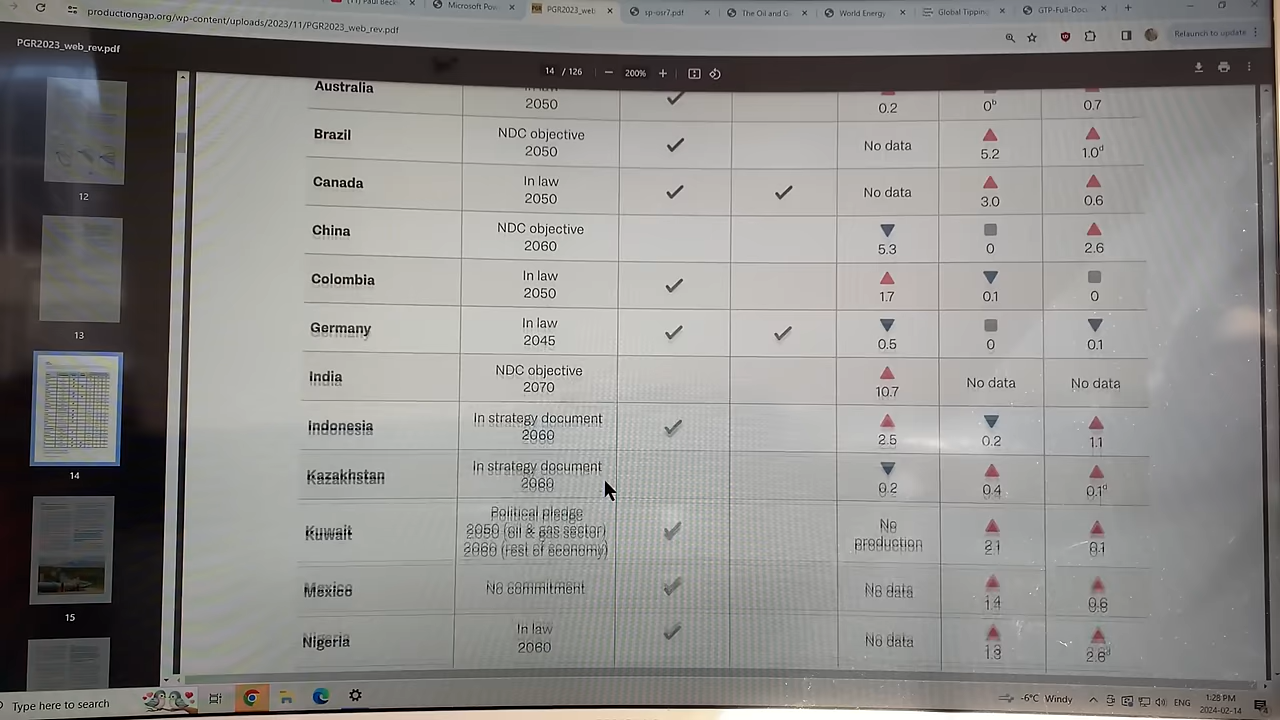 Microsoft Pow
PGR2023_wel
sp-osr7.pdf
The Oil and G
World Energy
Global Tipping
GTP-Full-Doc
productiongap.org/wp-content/uploads/2023/11/PGR2023_web_rev.pdf
Relaunch to update
PGR2023_web_rev.pdf
14 / 126
200%
12
13
14
15
Australia
2050
0.2
0b
0.7
Brazil
NDC objective
2050
No data
5.2
1.0d
Canada
In law
2050
No data
3.0
0.6
China
NDC objective
2060
5.3
0
2.6
Colombia
In law
2050
1.7
0.1
0
Germany
In law
2045
0.5
0
0.1
India
NDC objective
2070
10.7
No data
No data
Indonesia
In strategy document
2060
2.5
0.2
1.1
Kazakhstan
In strategy document
2060
0.2
0.4
0.1d
Kuwait
Political pledge
2050 (oil & gas sector)
2060 (rest of economy)
No
production
2.1
0.1
Mexico
No commitment
No data
1.4
0.6
Nigeria
In law
2060
No data
1.3
2.6d
Type here to search
-6°C Windy
ENG
1:28 PM
2024-02-14